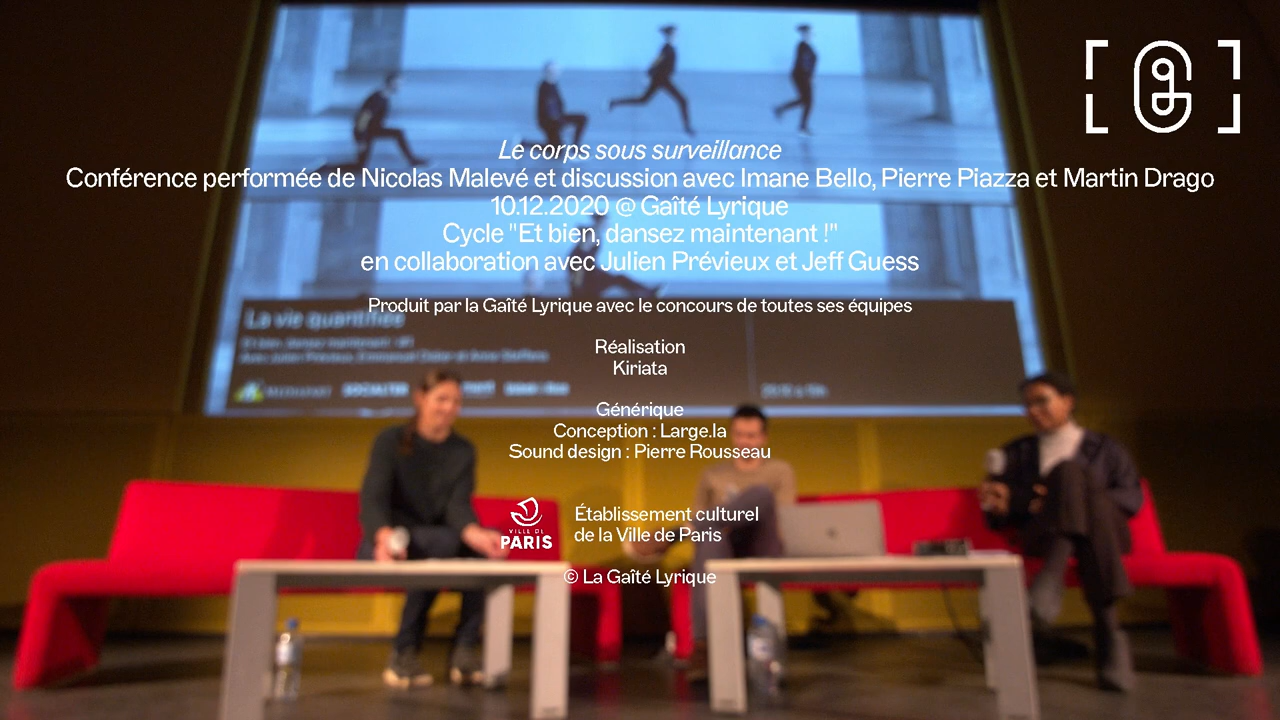 Le corps sous surveillance
Conférence performée de Nicolas Malevé et discussion avec Imane Bello, Pierre Piazza et Martin Drago
10.12.2020 @ Gaîté Lyrique
Cycle "Et bien, dansez maintenant !"
en collaboration avec Julien Prévieux et Jeff Guess
Produit par la Gaîté Lyrique avec le concours de toutes ses équipes
La vie quantifiée
Réalisation
Kiriata
Générique
Conception : Large.la
Sound design : Pierre Rousseau
VILLE DE
PARIS
Établissement culturel
de la Ville de Paris
© La Gaîté Lyrique